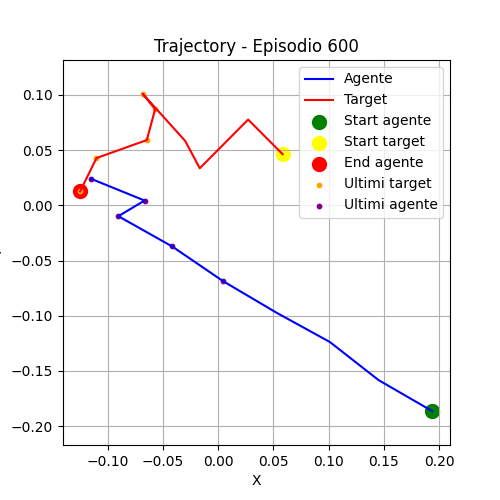 Trajectory - Episodio 600
Agente
Target
Start agente
Start target
End agente
Ultimi target
Ultimi agente
0.10
0.05
0.00
−0.05
−0.10
−0.15
−0.20
−0.10
−0.05
0.00
0.05
0.10
0.15
0.20
X